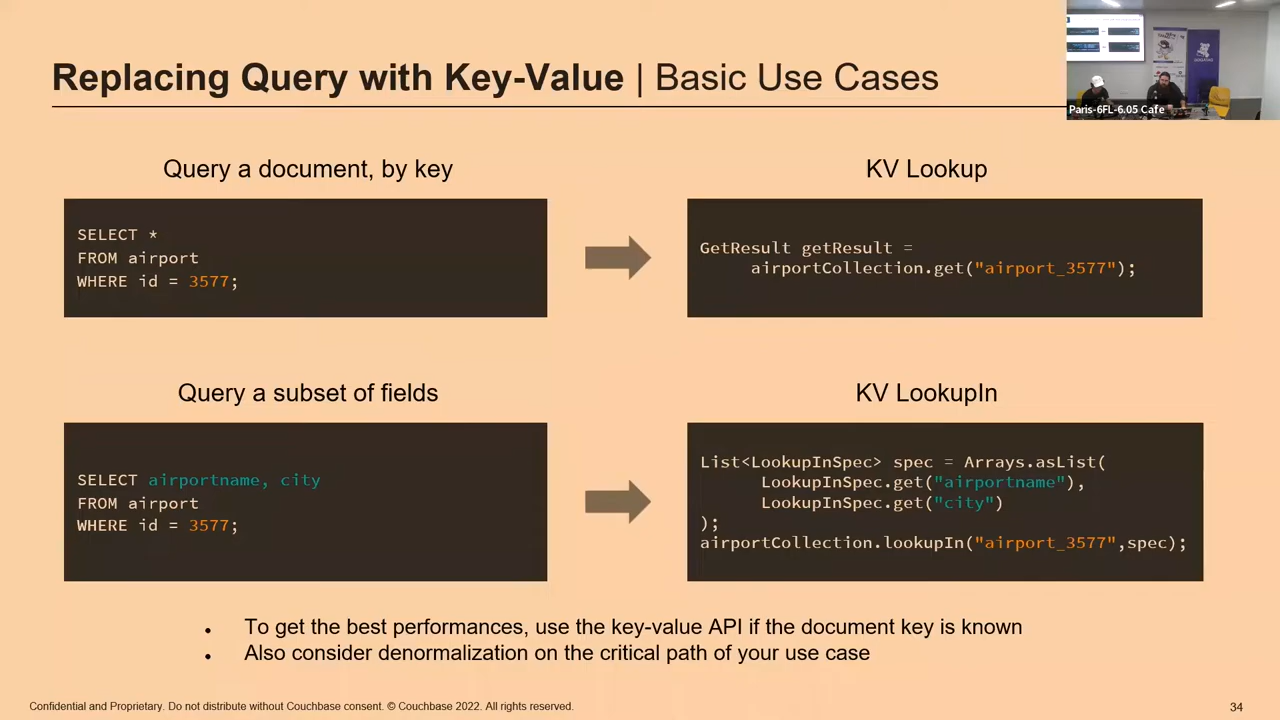 Replacing Query with Key-Value | Basic Use Cases
Paris-6FL-6.05 Cafe
Query a document, by key
KV Lookup
SELECT *
FROM airport
WHERE id = 3577;
GetResult getResult =
airportCollection.get("airport_3577");
Query a subset of fields
KV LookupIn
SELECT airportname, city
FROM airport
WHERE id = 3577;
List<LookupInSpec> spec = Arrays.asList(
LookupInSpec.get("airportname"),
LookupInSpec.get("city")
);
airportCollection.lookupIn("airport_3577",spec);
• To get the best performances, use the key-value API if the document key is known
• Also consider denormalization on the critical path of your use case
Confidential and Proprietary. Do not distribute without Couchbase consent. © Couchbase 2022. All rights reserved.
34